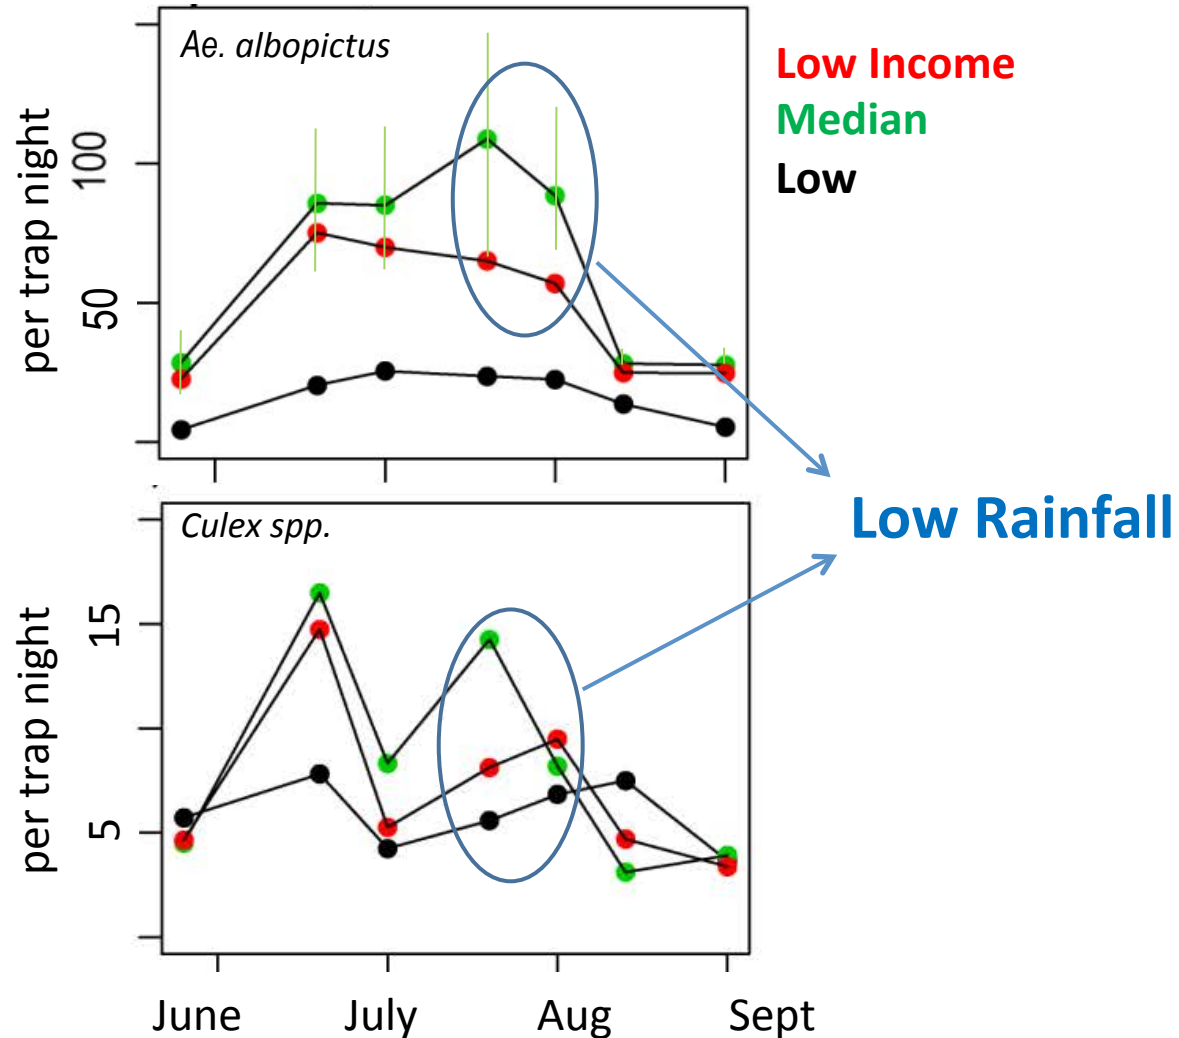 Ae. albopictus
per trap night
100
50
Low Income
Median
Low
Low Rainfall
Culex spp.
per trap night
15
5
June July Aug Sept